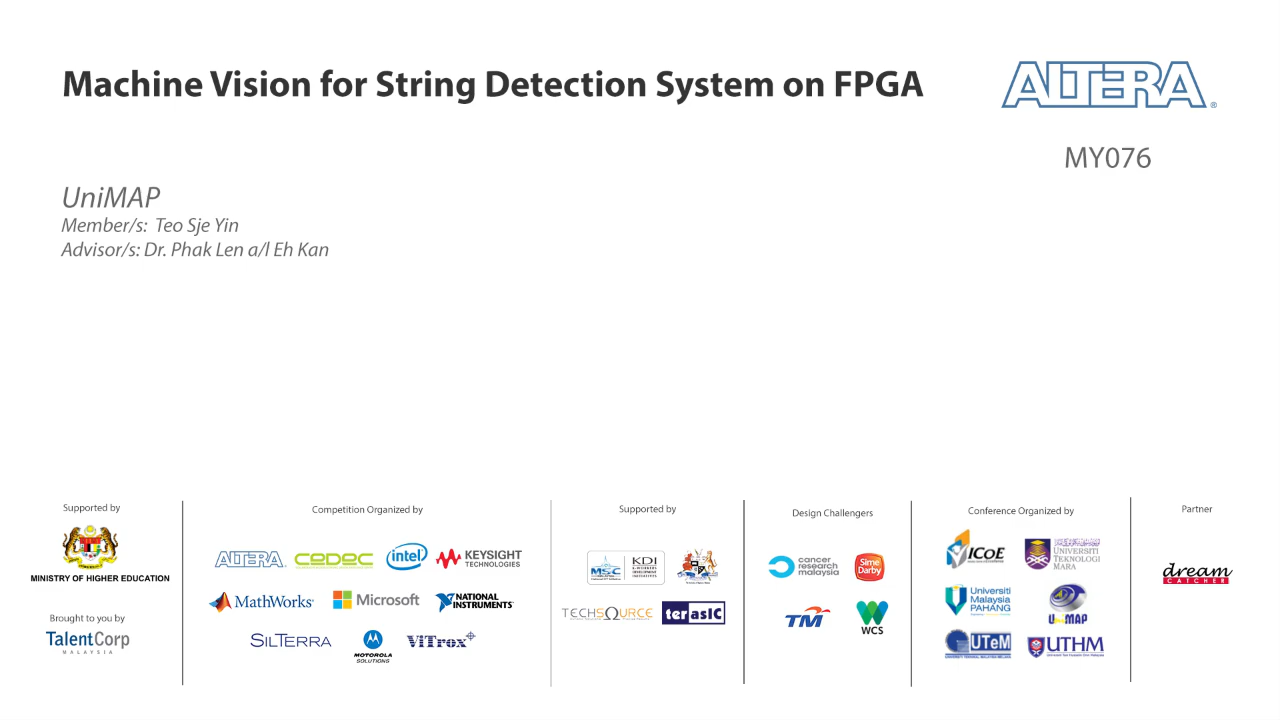 Machine Vision for String Detection System on FPGA
ALTERA®
MY076
UniMAP
Member/s: Teo Sje Yin
Advisor/s: Dr. Phak Len a/l Eh Kan
Supported by
MINISTRY OF HIGHER EDUCATION
Brought to you by
TalentCorp
MALAYSIA
Competition Organized by
ALTERA
CEDEC
intel
KEYSIGHT
TECHNOLOGIES
MathWorks
Microsoft
NATIONAL
INSTRUMENTS
SILTERRA
MOTOROLA
SOLUTIONS
ViTrox
Supported by
MSC
KDI
TECHSOURCE
terasIC
Design Challengers
cancer
research
malaysia
Sime
Darby
TM
WCS
Conference Organized by
ICoE
UNIVERSITI
TEKNOLOGI
MARA
Universiti
Malaysia
PAHANG
UniMAP
UTeM
UTHM
Partner
dream
CATCHER